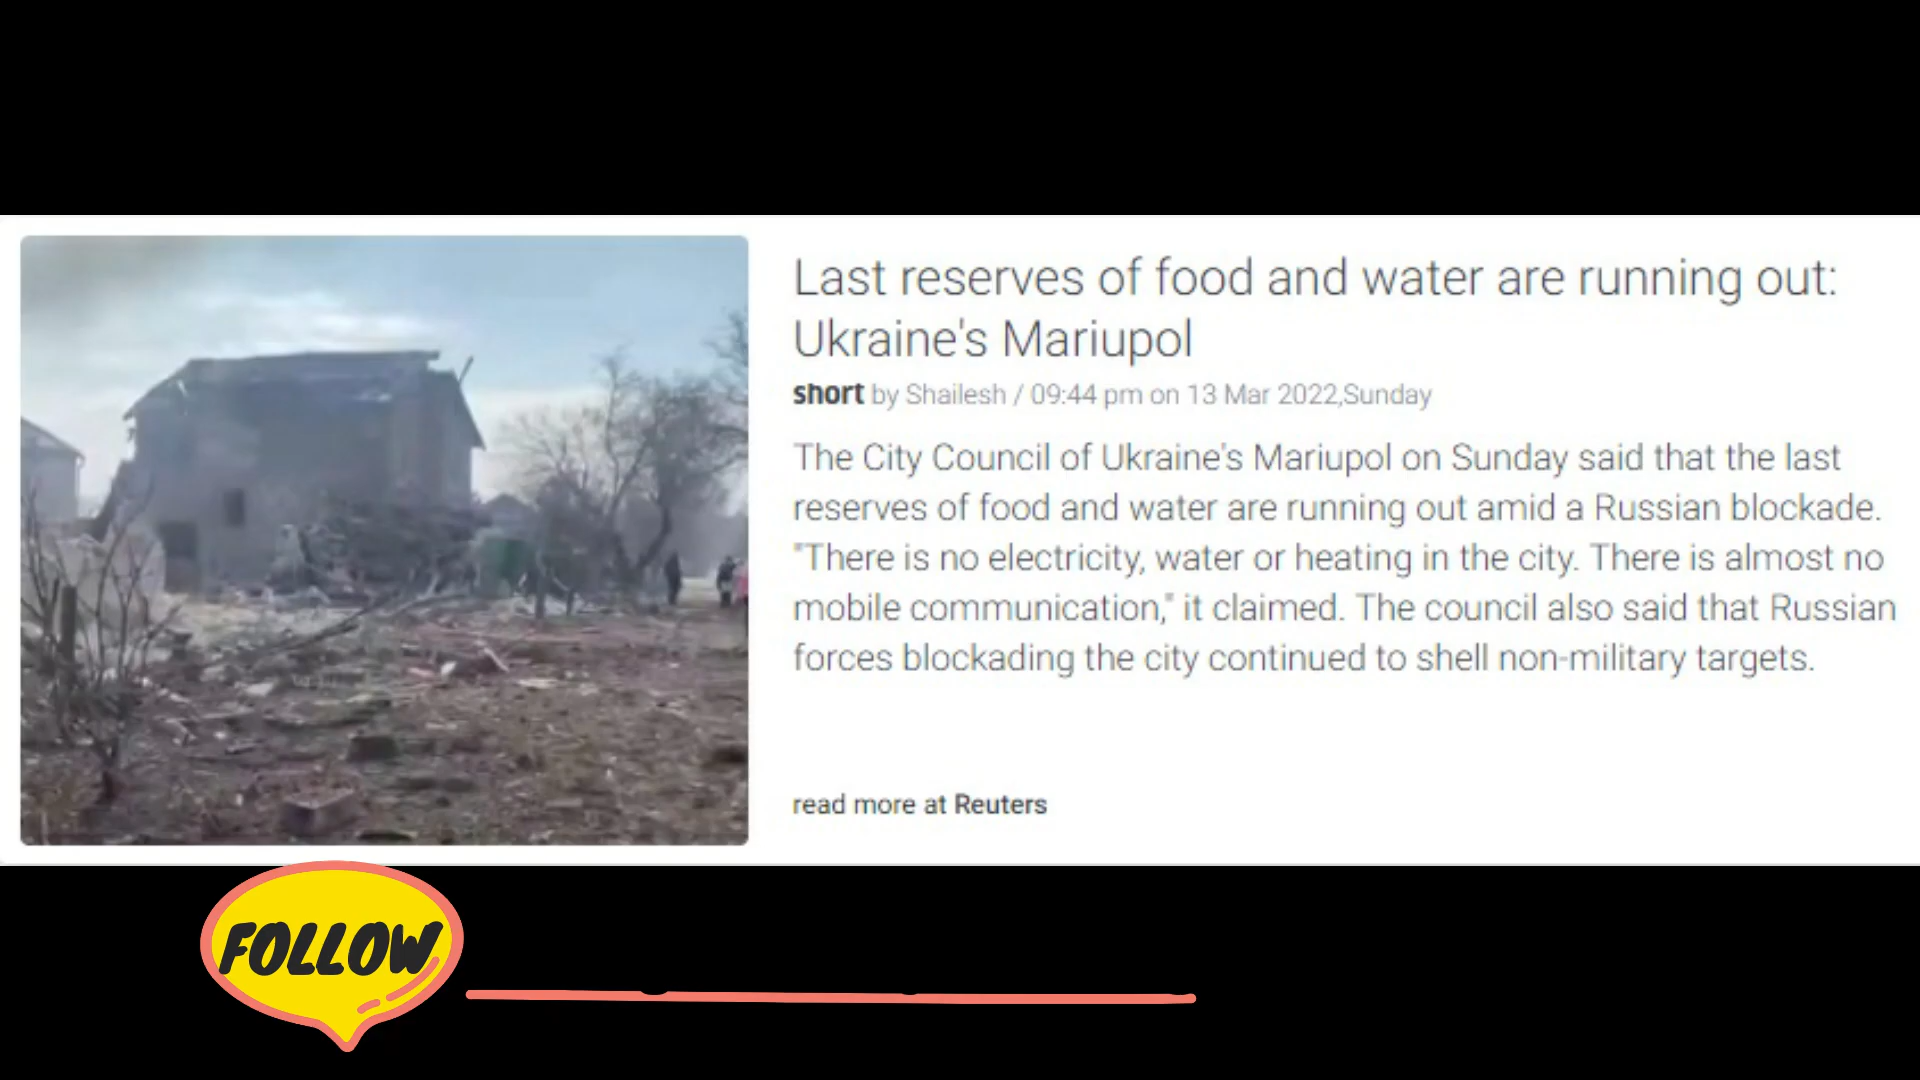 Last reserves of food and water are running out:
Ukraine's Mariupol
short by Shailesh / 09:44 pm on 13 Mar 2022,Sunday
The City Council of Ukraine's Mariupol on Sunday said that the last
reserves of food and water are running out amid a Russian blockade.
"There is no electricity, water or heating in the city. There is almost no
mobile communication," it claimed. The council also said that Russian
forces blockading the city continued to shell non-military targets.
read more at Reuters
FOLLOW